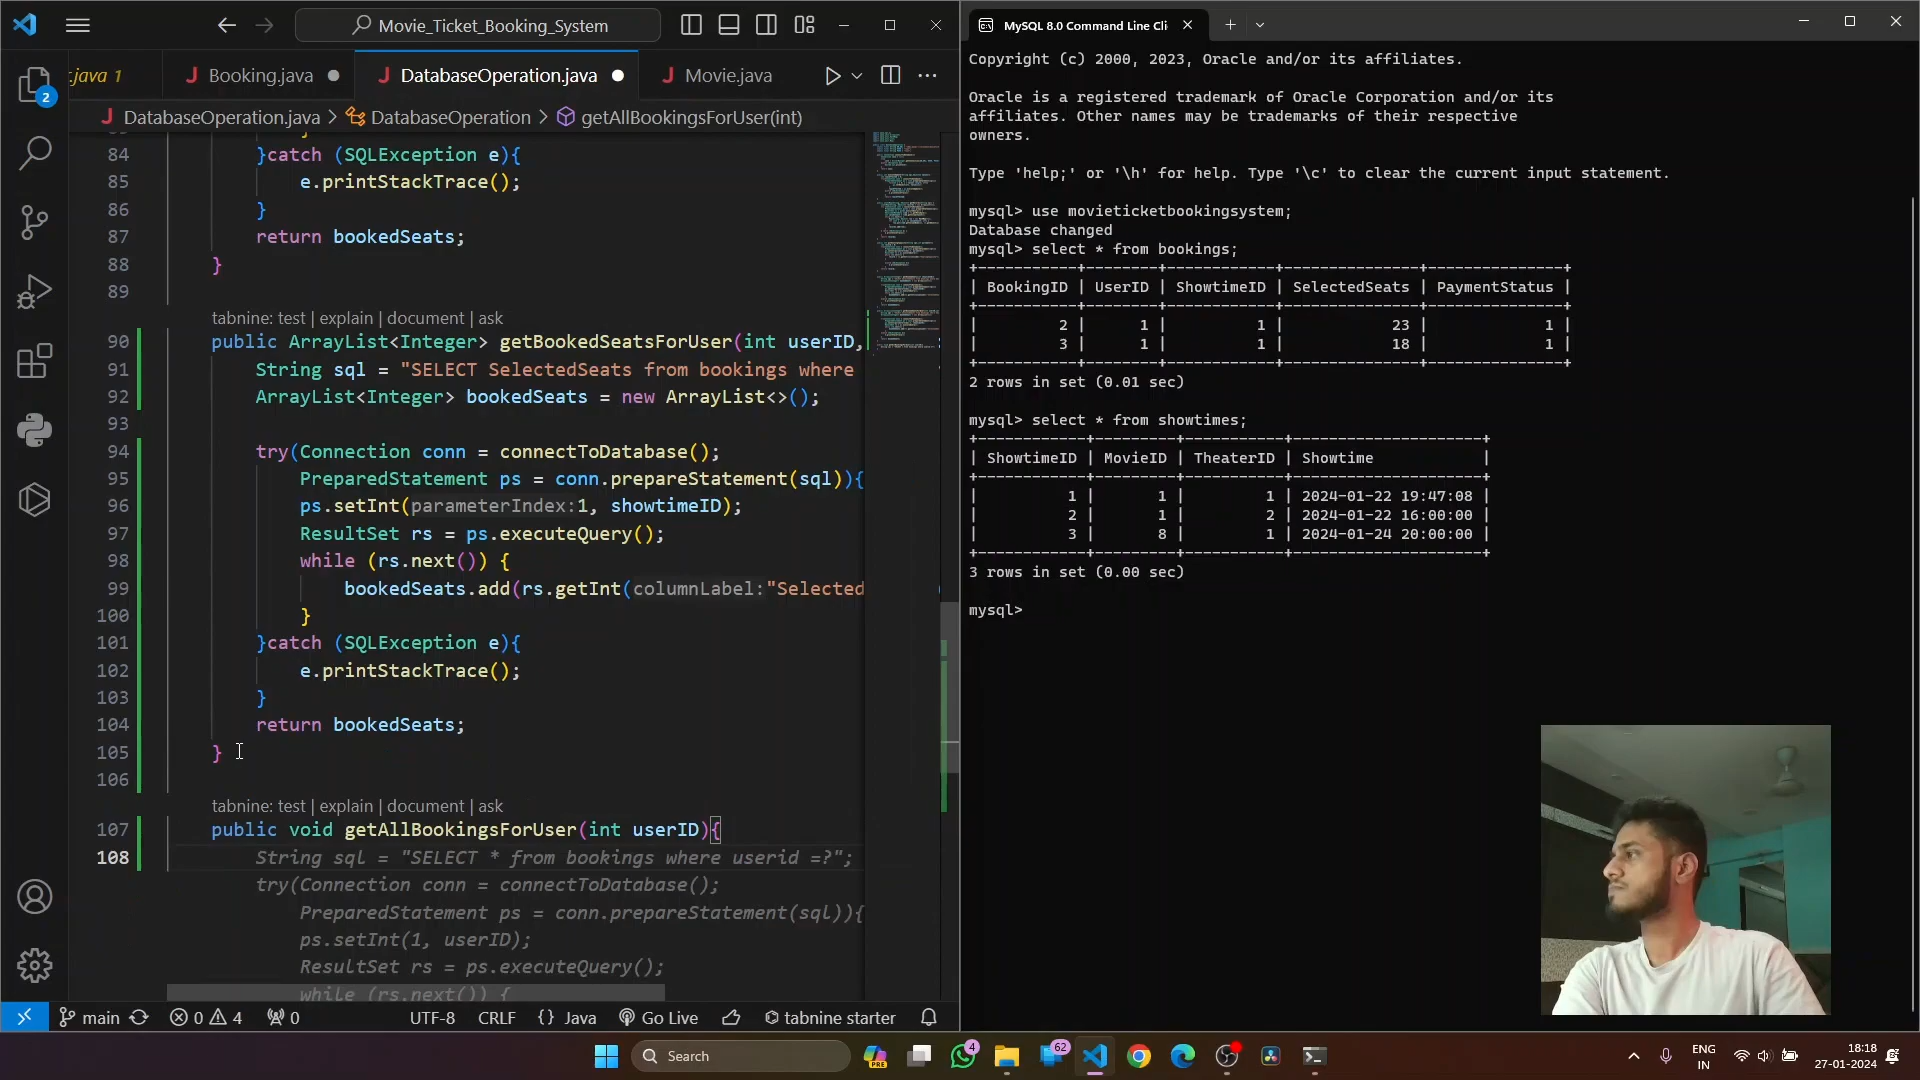 Movie_Ticket_Booking_System
.java 1
Booking.java
DatabaseOperation.java
Movie.java
DatabaseOperation.java > DatabaseOperation > getAllBookingsForUser(int)
84 }catch (SQLException e){
85 e.printStackTrace();
86 }
87 return bookedSeats;
88 }
89
tabnine: test | explain | document | ask
90 public ArrayList<Integer> getBookedSeatsForUser(int userID,
91 String sql = "SELECT SelectedSeats from bookings where
92 ArrayList<Integer> bookedSeats = new ArrayList<>();
93
94 try(Connection conn = connectToDatabase();
95 PreparedStatement ps = conn.prepareStatement(sql)){
96 ps.setInt(parameterIndex:1, showtimeID);
97 ResultSet rs = ps.executeQuery();
98 while (rs.next()) {
99 bookedSeats.add(rs.getInt(columnLabel:"Selected
100 }
101 }catch (SQLException e){
102 e.printStackTrace();
103 }
104 return bookedSeats;
105 }
106
tabnine: test | explain | document | ask
107 public void getAllBookingsForUser(int userID){
108 String sql = "SELECT * from bookings where userid =?";
try(Connection conn = connectToDatabase();
PreparedStatement ps = conn.prepareStatement(sql)){
ps.setInt(1, userID);
ResultSet rs = ps.executeQuery();
while (rs.next()) {
2
main
0 4
0
UTF-8
CRLF
{} Java
Go Live
tabnine starter
MySQL 8.0 Command Line Cli
Copyright (c) 2000, 2023, Oracle and/or its affiliates.
Oracle is a registered trademark of Oracle Corporation and/or its
affiliates. Other names may be trademarks of their respective
owners.
Type 'help;' or '\h' for help. Type '\c' to clear the current input statement.
mysql> use movieticketbookingsystem;
Database changed
mysql> select * from bookings;
+-----------+--------+------------+---------------+---------------+
| BookingID | UserID | ShowtimeID | SelectedSeats | PaymentStatus |
+-----------+--------+------------+---------------+---------------+
| 2 | 1 | 1 | 23 | 1 |
| 3 | 1 | 1 | 18 | 1 |
+-----------+--------+------------+---------------+---------------+
2 rows in set (0.01 sec)
mysql> select * from showtimes;
+------------+---------+-----------+---------------------+
| ShowtimeID | MovieID | TheaterID | Showtime |
+------------+---------+-----------+---------------------+
| 1 | 1 | 1 | 2024-01-22 19:47:08 |
| 2 | 1 | 2 | 2024-01-22 16:00:00 |
| 3 | 8 | 1 | 2024-01-24 20:00:00 |
+------------+---------+-----------+---------------------+
3 rows in set (0.00 sec)
mysql>
Search
PRE
4
62
ENG
IN
18:18
27-01-2024